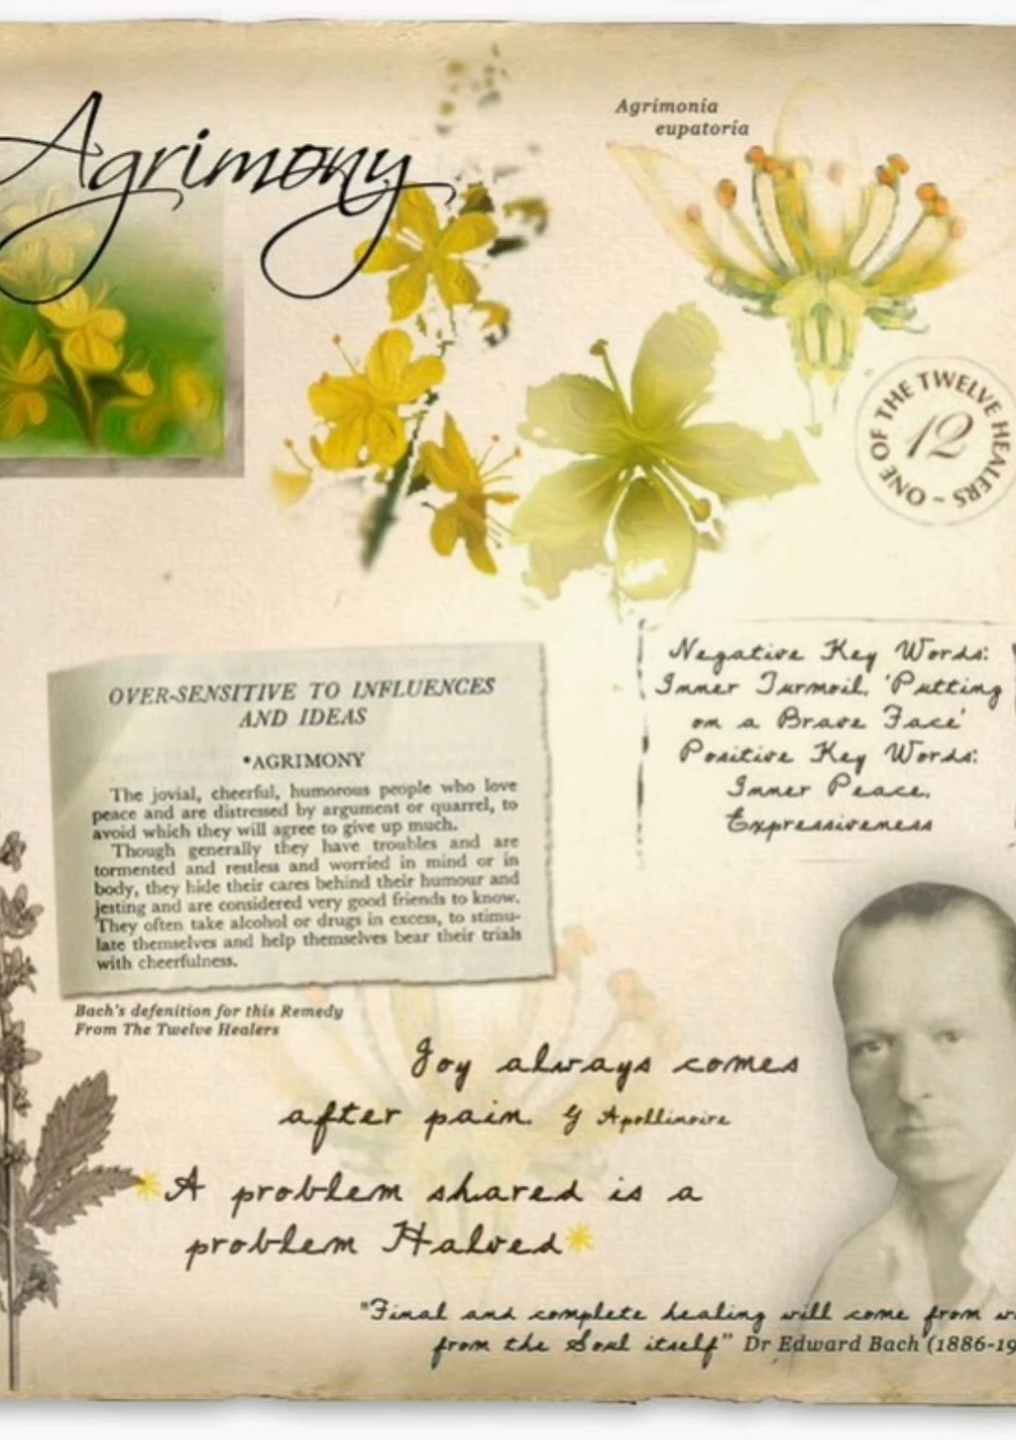 Agrimony
Agrimonia
eupatoria
ONE OF THE TWELVE HEALERS ~
12
Negative Key Words:
Inner Turmoil, 'Putting
on a Brave Face'
Positive Key Words:
Inner Peace,
Expressiveness
OVER-SENSITIVE TO INFLUENCES
AND IDEAS
*AGRIMONY
The jovial, cheerful, humorous people who love
peace and are distressed by argument or quarrel, to
avoid which they will agree to give up much.
Though generally they have troubles and are
tormented and restless and worried in mind or in
body, they hide their cares behind their humour and
jesting and are considered very good friends to know.
They often take alcohol or drugs in excess, to stimu-
late themselves and help themselves bear their trials
with cheerfulness.
Bach's defenition for this Remedy
From The Twelve Healers
Joy always comes
after pain. G Apollinaire
*A problem shared is a
problem Halved*
"Final and complete healing will come from
from the Soul itself" Dr Edward Bach (1886-19